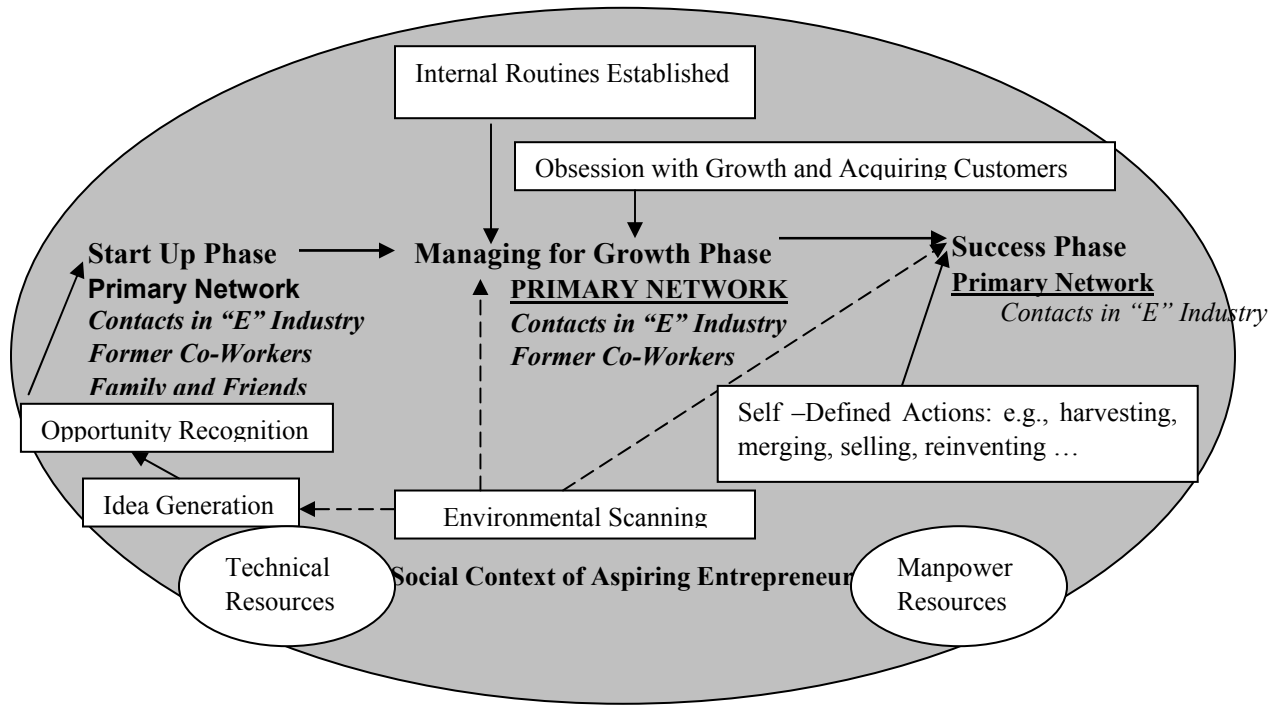 Internal Routines Established
Obsession with Growth and Acquiring Customers
Start Up Phase
Primary Network
Contacts in “E” Industry
Former Co-Workers
Family and Friends
Managing for Growth Phase
PRIMARY NETWORK
Contacts in “E” Industry
Former Co-Workers
Success Phase
Primary Network
Contacts in “E” Industry
Opportunity Recognition
Idea Generation
Environmental Scanning
Self –Defined Actions: e.g., harvesting,
merging, selling, reinventing …
Technical
Resources
Social Context of Aspiring Entrepreneur
Manpower
Resources